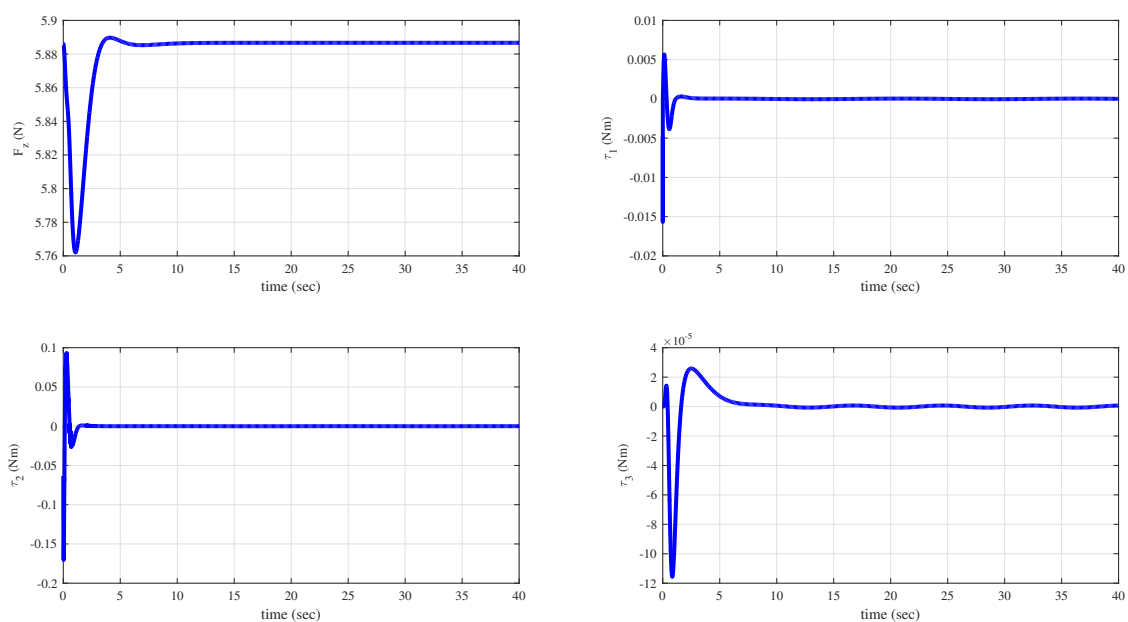 5.9
5.88
5.86
5.84
5.82
5.8
5.78
5.76
F_z (N)
0 5 10 15 20 25 30 35 40
time (sec)
0.01
0.005
0
-0.005
-0.01
-0.015
-0.02
τ_1 (Nm)
0 5 10 15 20 25 30 35 40
time (sec)
0.1
0.05
0
-0.05
-0.1
-0.15
-0.2
τ_2 (Nm)
0 5 10 15 20 25 30 35 40
time (sec)
×10^-5
4
2
0
-2
-4
-6
-8
-10
-12
τ_3 (Nm)
0 5 10 15 20 25 30 35 40
time (sec)